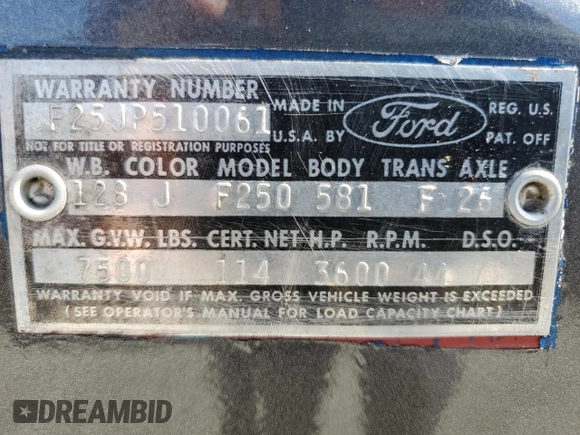 WARRANTY NUMBER
F25JP510061
MADE IN
U.S.A. BY
Ford
REG. U.S.
PAT. OFF.
NOT FOR TITLE OR REGISTRATION PURPOSES
W.B. COLOR MODEL BODY TRANS AXLE
128 J F250 581 F 26
MAX. G.V.W. LBS. CERT. NET H.P. R.P.M. D.S.O.
7500 114 3600
WARRANTY VOID IF MAX. GROSS VEHICLE WEIGHT IS EXCEEDED
(SEE OPERATOR'S MANUAL FOR LOAD CAPACITY CHART)
DREAMBID